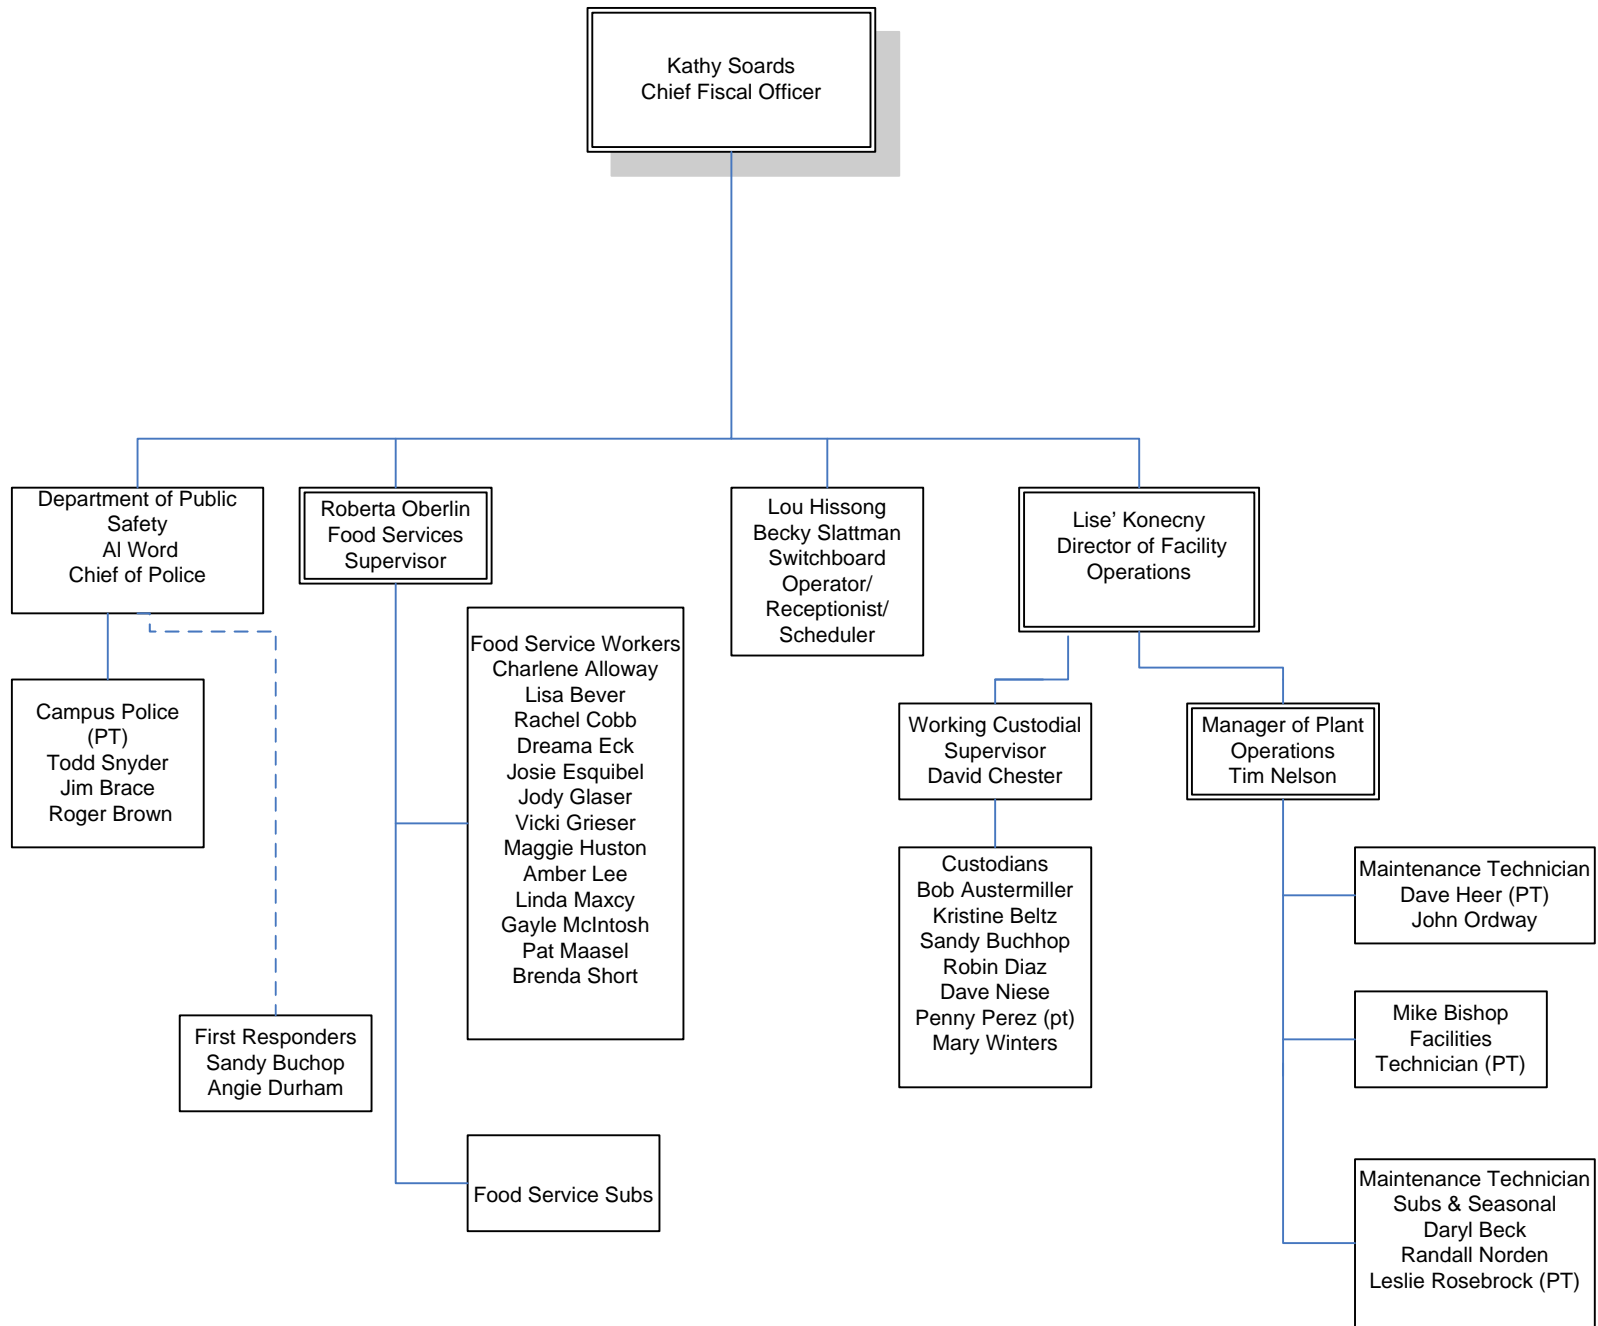 Kathy Soards
Chief Fiscal Officer
Department of Public
Safety
Al Word
Chief of Police
Roberta Oberlin
Food Services
Supervisor
Lou Hissong
Becky Slattman
Switchboard
Operator/
Receptionist/
Scheduler
Lise’ Konecny
Director of Facility
Operations
Campus Police
(PT)
Todd Snyder
Jim Brace
Roger Brown
First Responders
Sandy Buchop
Angie Durham
Food Service Workers
Charlene Alloway
Lisa Bever
Rachel Cobb
Dreama Eck
Josie Esquibel
Jody Glaser
Vicki Grieser
Maggie Huston
Amber Lee
Linda Maxcy
Gayle McIntosh
Pat Maasel
Brenda Short
Food Service Subs
Working Custodial
Supervisor
David Chester
Custodians
Bob Austermiller
Kristine Beltz
Sandy Buchhop
Robin Diaz
Dave Niese
Penny Perez (pt)
Mary Winters
Manager of Plant
Operations
Tim Nelson
Maintenance Technician
Dave Heer (PT)
John Ordway
Mike Bishop
Facilities
Technician (PT)
Maintenance Technician
Subs & Seasonal
Daryl Beck
Randall Norden
Leslie Rosebrock (PT)